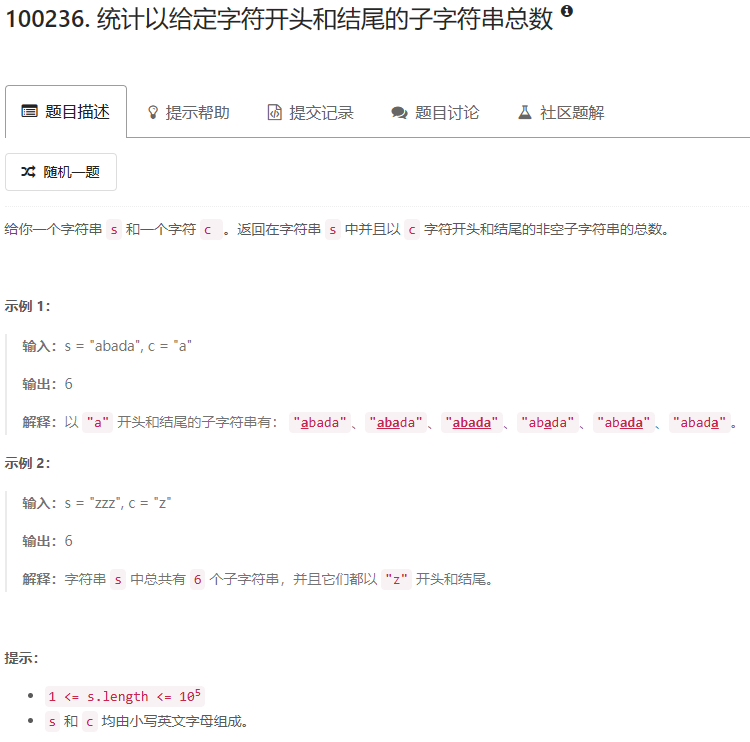 100236. 统计以给定字符开头和结尾的子字符串总数
题目描述 提示帮助 提交记录 题目讨论 社区题解
随机一题
给你一个字符串 s 和一个字符 c 。返回在字符串 s 中并且以 c 字符开头和结尾的非空子字符串的总数。
示例 1：
输入：s = "abada", c = "a"
输出：6
解释：以 "a" 开头和结尾的子字符串有： "abada"、"abada"、"abada"、"abada"、"abada"、"abada"。
示例 2：
输入：s = "zzz", c = "z"
输出：6
解释：字符串 s 中总共有 6 个子字符串，并且它们都以 "z" 开头和结尾。
提示：
• 1 <= s.length <= 10⁵
• s 和 c 均由小写英文字母组成。